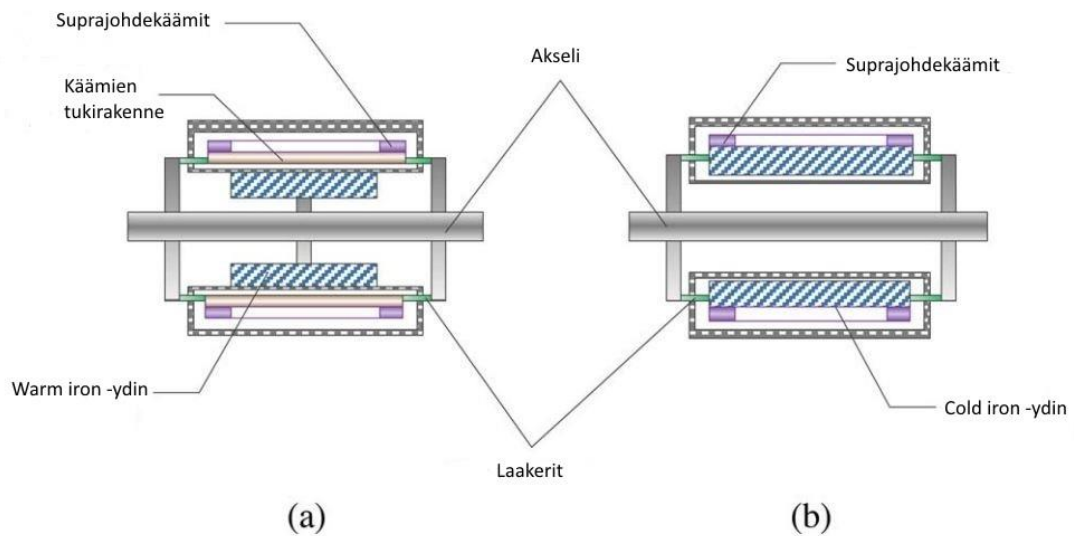 Suprajohdekäämit
Akseli
Suprajohdekäämit
Käämien
tukirakenne
Warm iron -ydin
Cold iron -ydin
Laakerit
(a)
(b)